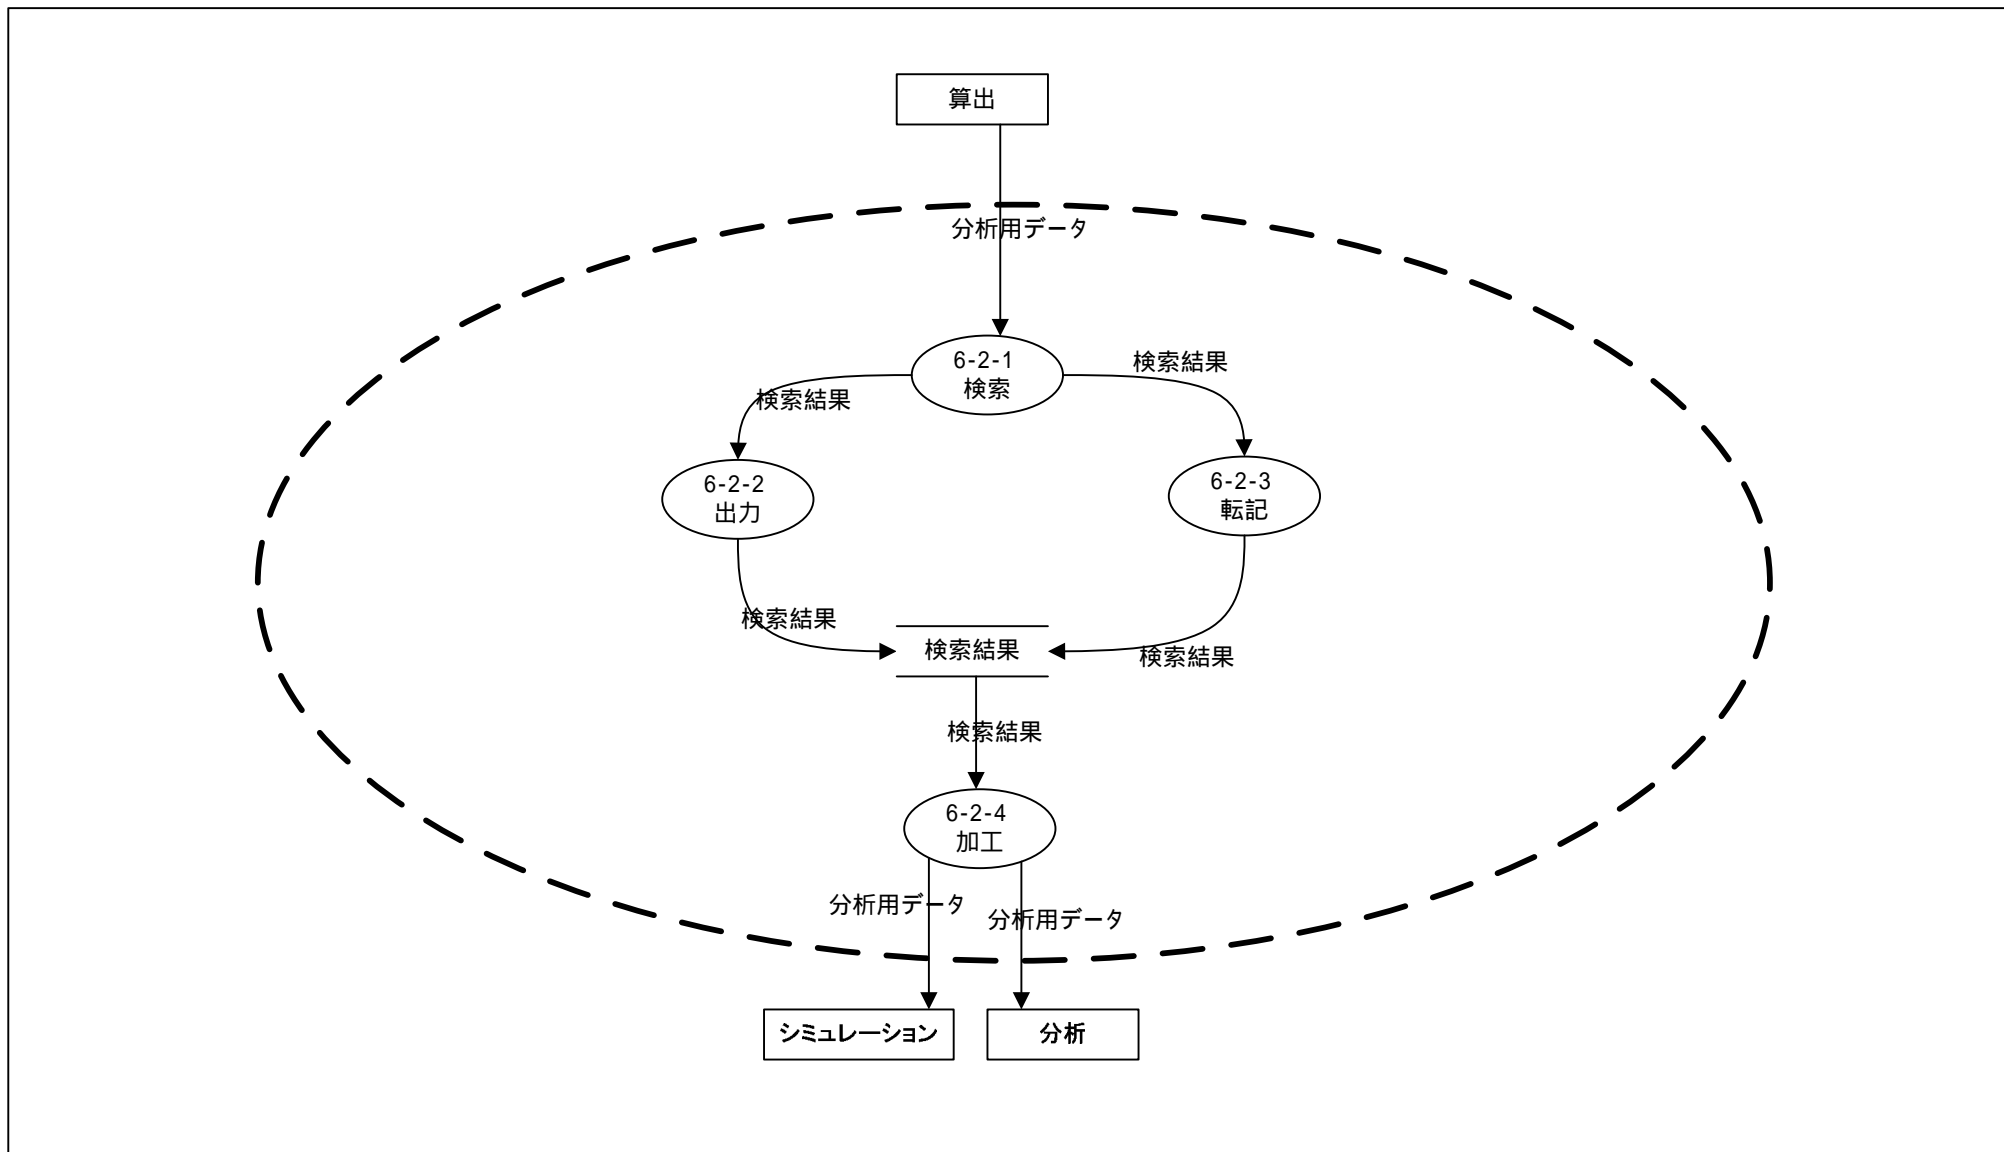 算出
分析用データ
6-2-1
検索
検索結果
検索結果
6-2-2
出力
6-2-3
転記
検索結果
検索結果
検索結果
検索結果
6-2-4
加工
分析用データ
分析用データ
シミュレーション
分析